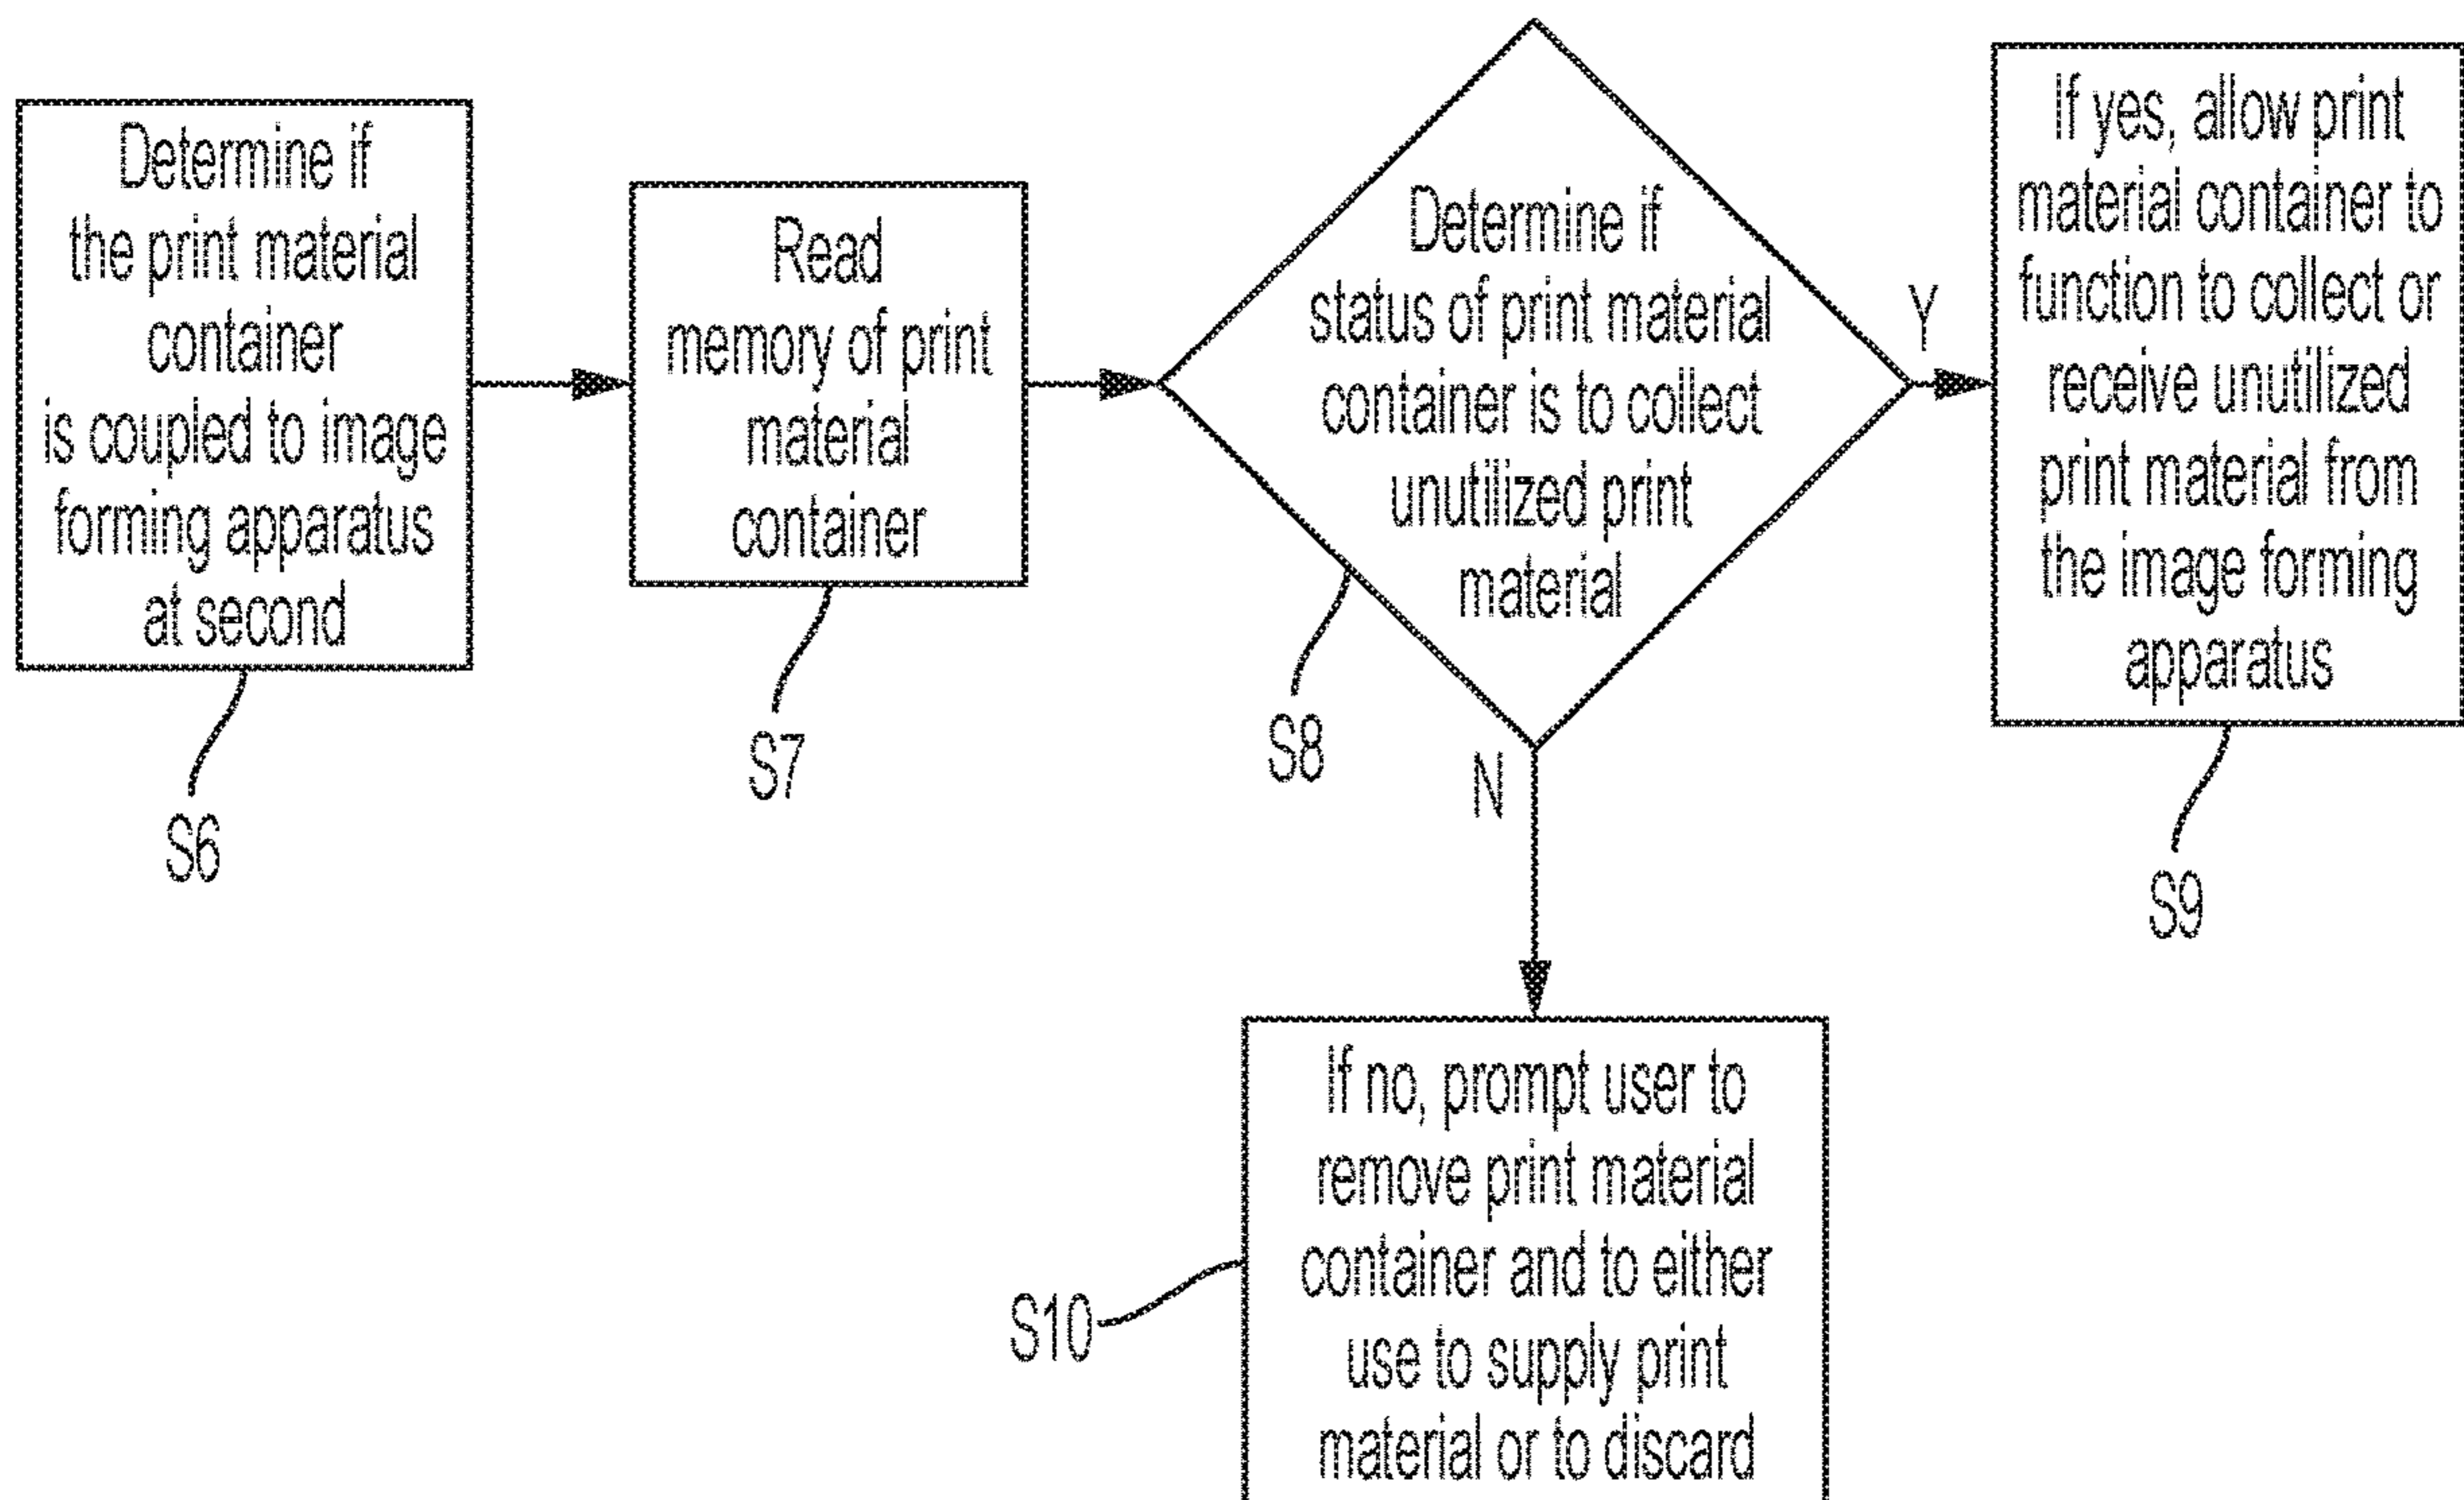 Determine if
the print material
container
is coupled to image
forming apparatus
at second
S6
Read
memory of print
material
container
S7
Determine if
status of print material
container is to collect
unutilized print
material
S8
Y
N
If yes, allow print
material container to
function to collect or
receive unutilized
print material from
the image forming
apparatus
S9
If no, prompt user to
remove print material
container and to either
use to supply print
material or to discard
S10